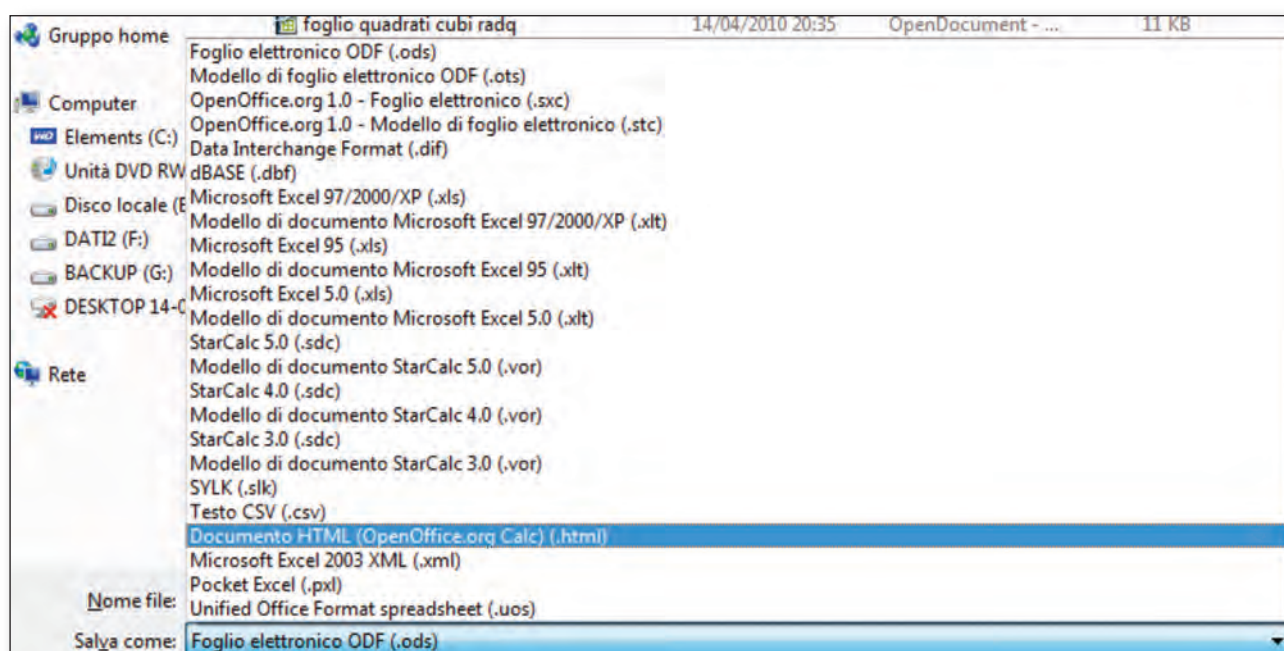 foglio quadrati cubi radq 14/04/2010 20:35 OpenDocument - ... 11 KB
Gruppo home
Computer
Elements (C:)
Unità DVD RW
Disco locale (E
DATI2 (F:)
BACKUP (G:)
DESKTOP 14-0
Rete
Foglio elettronico ODF (.ods)
Modello di foglio elettronico ODF (.ots)
OpenOffice.org 1.0 - Foglio elettronico (.sxc)
OpenOffice.org 1.0 - Modello di foglio elettronico (.stc)
Data Interchange Format (.dif)
dBASE (.dbf)
Microsoft Excel 97/2000/XP (.xls)
Modello di documento Microsoft Excel 97/2000/XP (.xlt)
Microsoft Excel 95 (.xls)
Modello di documento Microsoft Excel 95 (.xlt)
Microsoft Excel 5.0 (.xls)
Modello di documento Microsoft Excel 5.0 (.xlt)
StarCalc 5.0 (.sdc)
Modello di documento StarCalc 5.0 (.vor)
StarCalc 4.0 (.sdc)
Modello di documento StarCalc 4.0 (.vor)
StarCalc 3.0 (.sdc)
Modello di documento StarCalc 3.0 (.vor)
SYLK (.slk)
Testo CSV (.csv)
Documento HTML (OpenOffice.org Calc) (.html)
Microsoft Excel 2003 XML (.xml)
Pocket Excel (.pxl)
Unified Office Format spreadsheet (.uos)
Nome file:
Salva come: Foglio elettronico ODF (.ods)